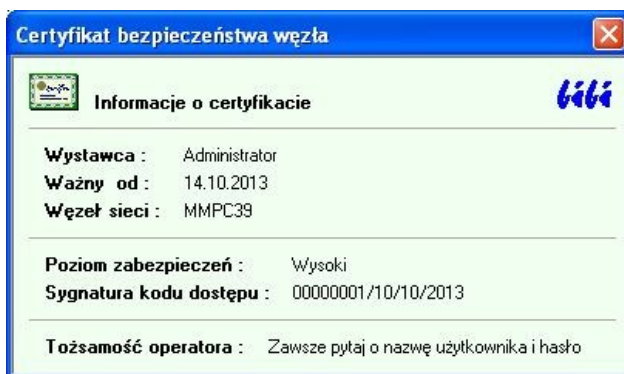 Certyfikat bezpieczeństwa węzła
Informacje o certyfikacie
bibi
Wystawca : Administrator
Ważny od : 14.10.2013
Węzeł sieci : MMPC39
Poziom zabezpieczeń : Wysoki
Sygnatura kodu dostępu : 00000001/10/10/2013
Tożsamość operatora : Zawsze pytaj o nazwę użytkownika i hasło